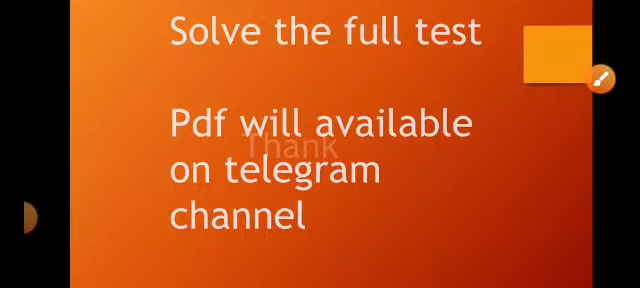 Solve the full test
Pdf will available
Thank
on telegram
channel